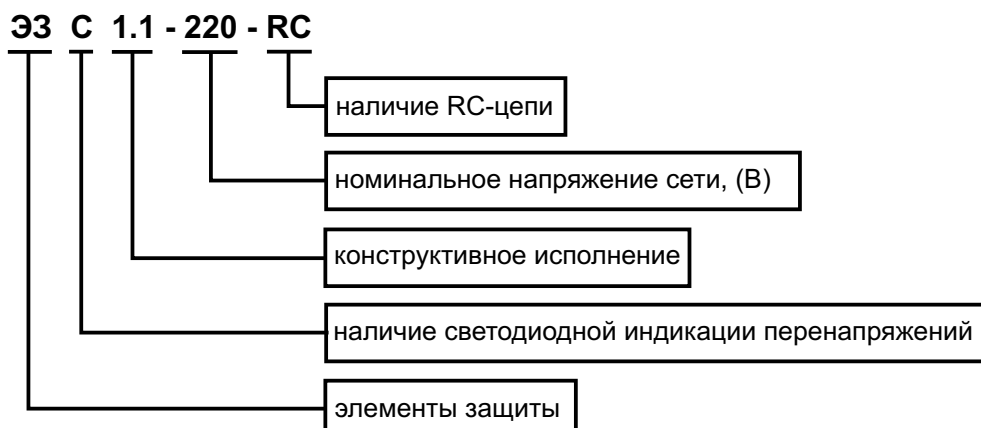 ЭЗ С 1.1 - 220 - RC
наличие RC-цепи
номинальное напряжение сети, (В)
конструктивное исполнение
наличие светодиодной индикации перенапряжений
элементы защиты